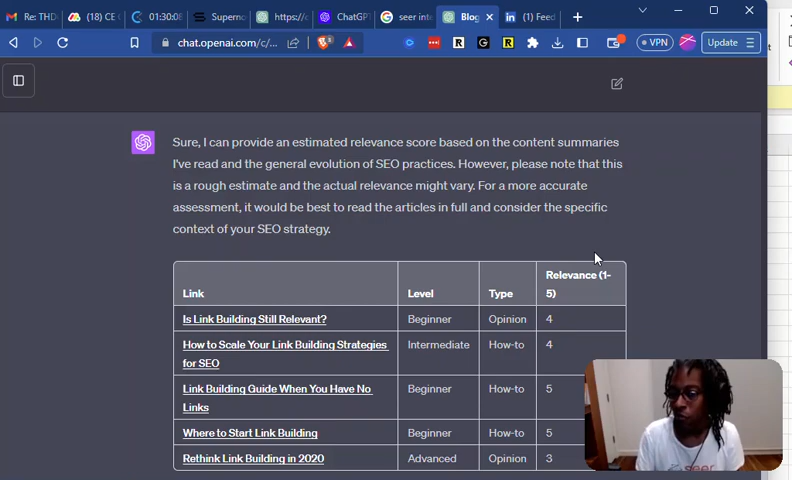 Re: THD
(18) CE
01:30:08
Superno
https://c
ChatGPT
seer inte
Blog
(1) Feed
chat.openai.com/c/...
VPN
Update
Sure, I can provide an estimated relevance score based on the content summaries
I've read and the general evolution of SEO practices. However, please note that this
is a rough estimate and the actual relevance might vary. For a more accurate
assessment, it would be best to read the articles in full and consider the specific
context of your SEO strategy.
Link Level Type Relevance (1-
5)
Is Link Building Still Relevant? Beginner Opinion 4
How to Scale Your Link Building Strategies Intermediate How-to 4
for SEO
Link Building Guide When You Have No Beginner How-to 5
Links
Where to Start Link Building Beginner How-to 5
Rethink Link Building in 2020 Advanced Opinion 3
seer